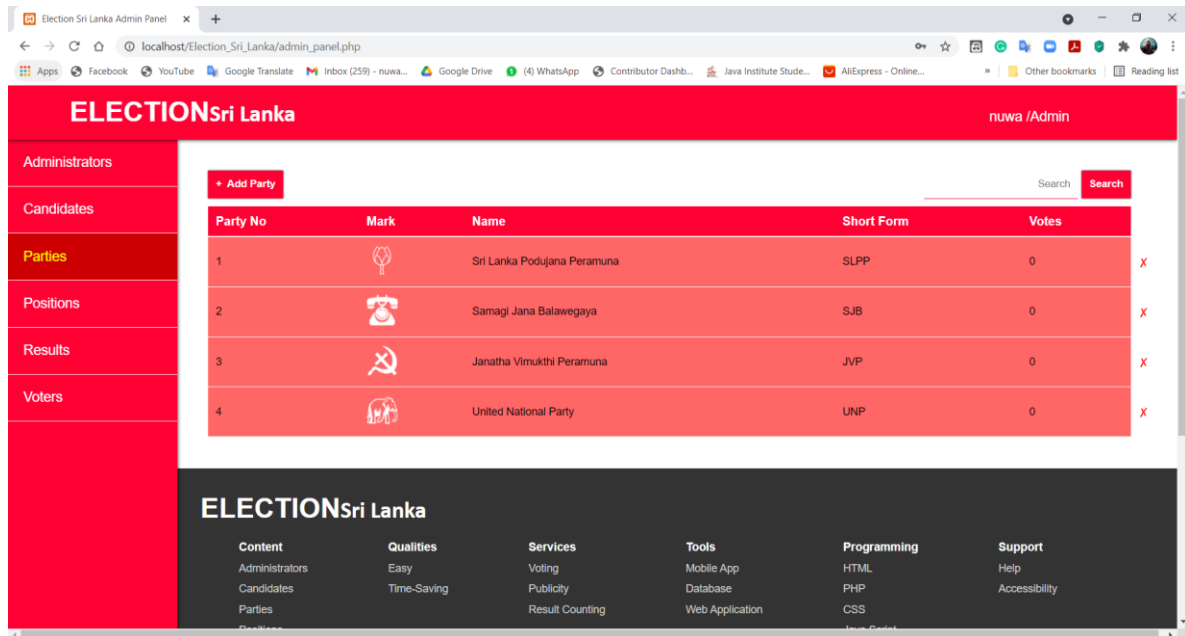 Election Sri Lanka Admin Panel
localhost/Election_Sri_Lanka/admin_panel.php
Apps Facebook YouTube Google Translate Inbox (259) - nuwa... Google Drive (4) WhatsApp Contributor Dashb... Java Institute Stude... AliExpress - Online... » Other bookmarks Reading list
ELECTIONSri Lanka nuwa /Admin
Administrators
Candidates
Parties
Positions
Results
Voters
+ Add Party Search Search
Party No Mark Name Short Form Votes
1 Sri Lanka Podujana Peramuna SLPP 0 X
2 Samagi Jana Balawegaya SJB 0 X
3 Janatha Vimukthi Peramuna JVP 0 X
4 United National Party UNP 0 X
ELECTIONSri Lanka
Content Qualities Services Tools Programming Support
Administrators Easy Voting Mobile App HTML Help
Candidates Time-Saving Publicity Database PHP Accessibility
Parties Result Counting Web Application CSS
Positions Java Script